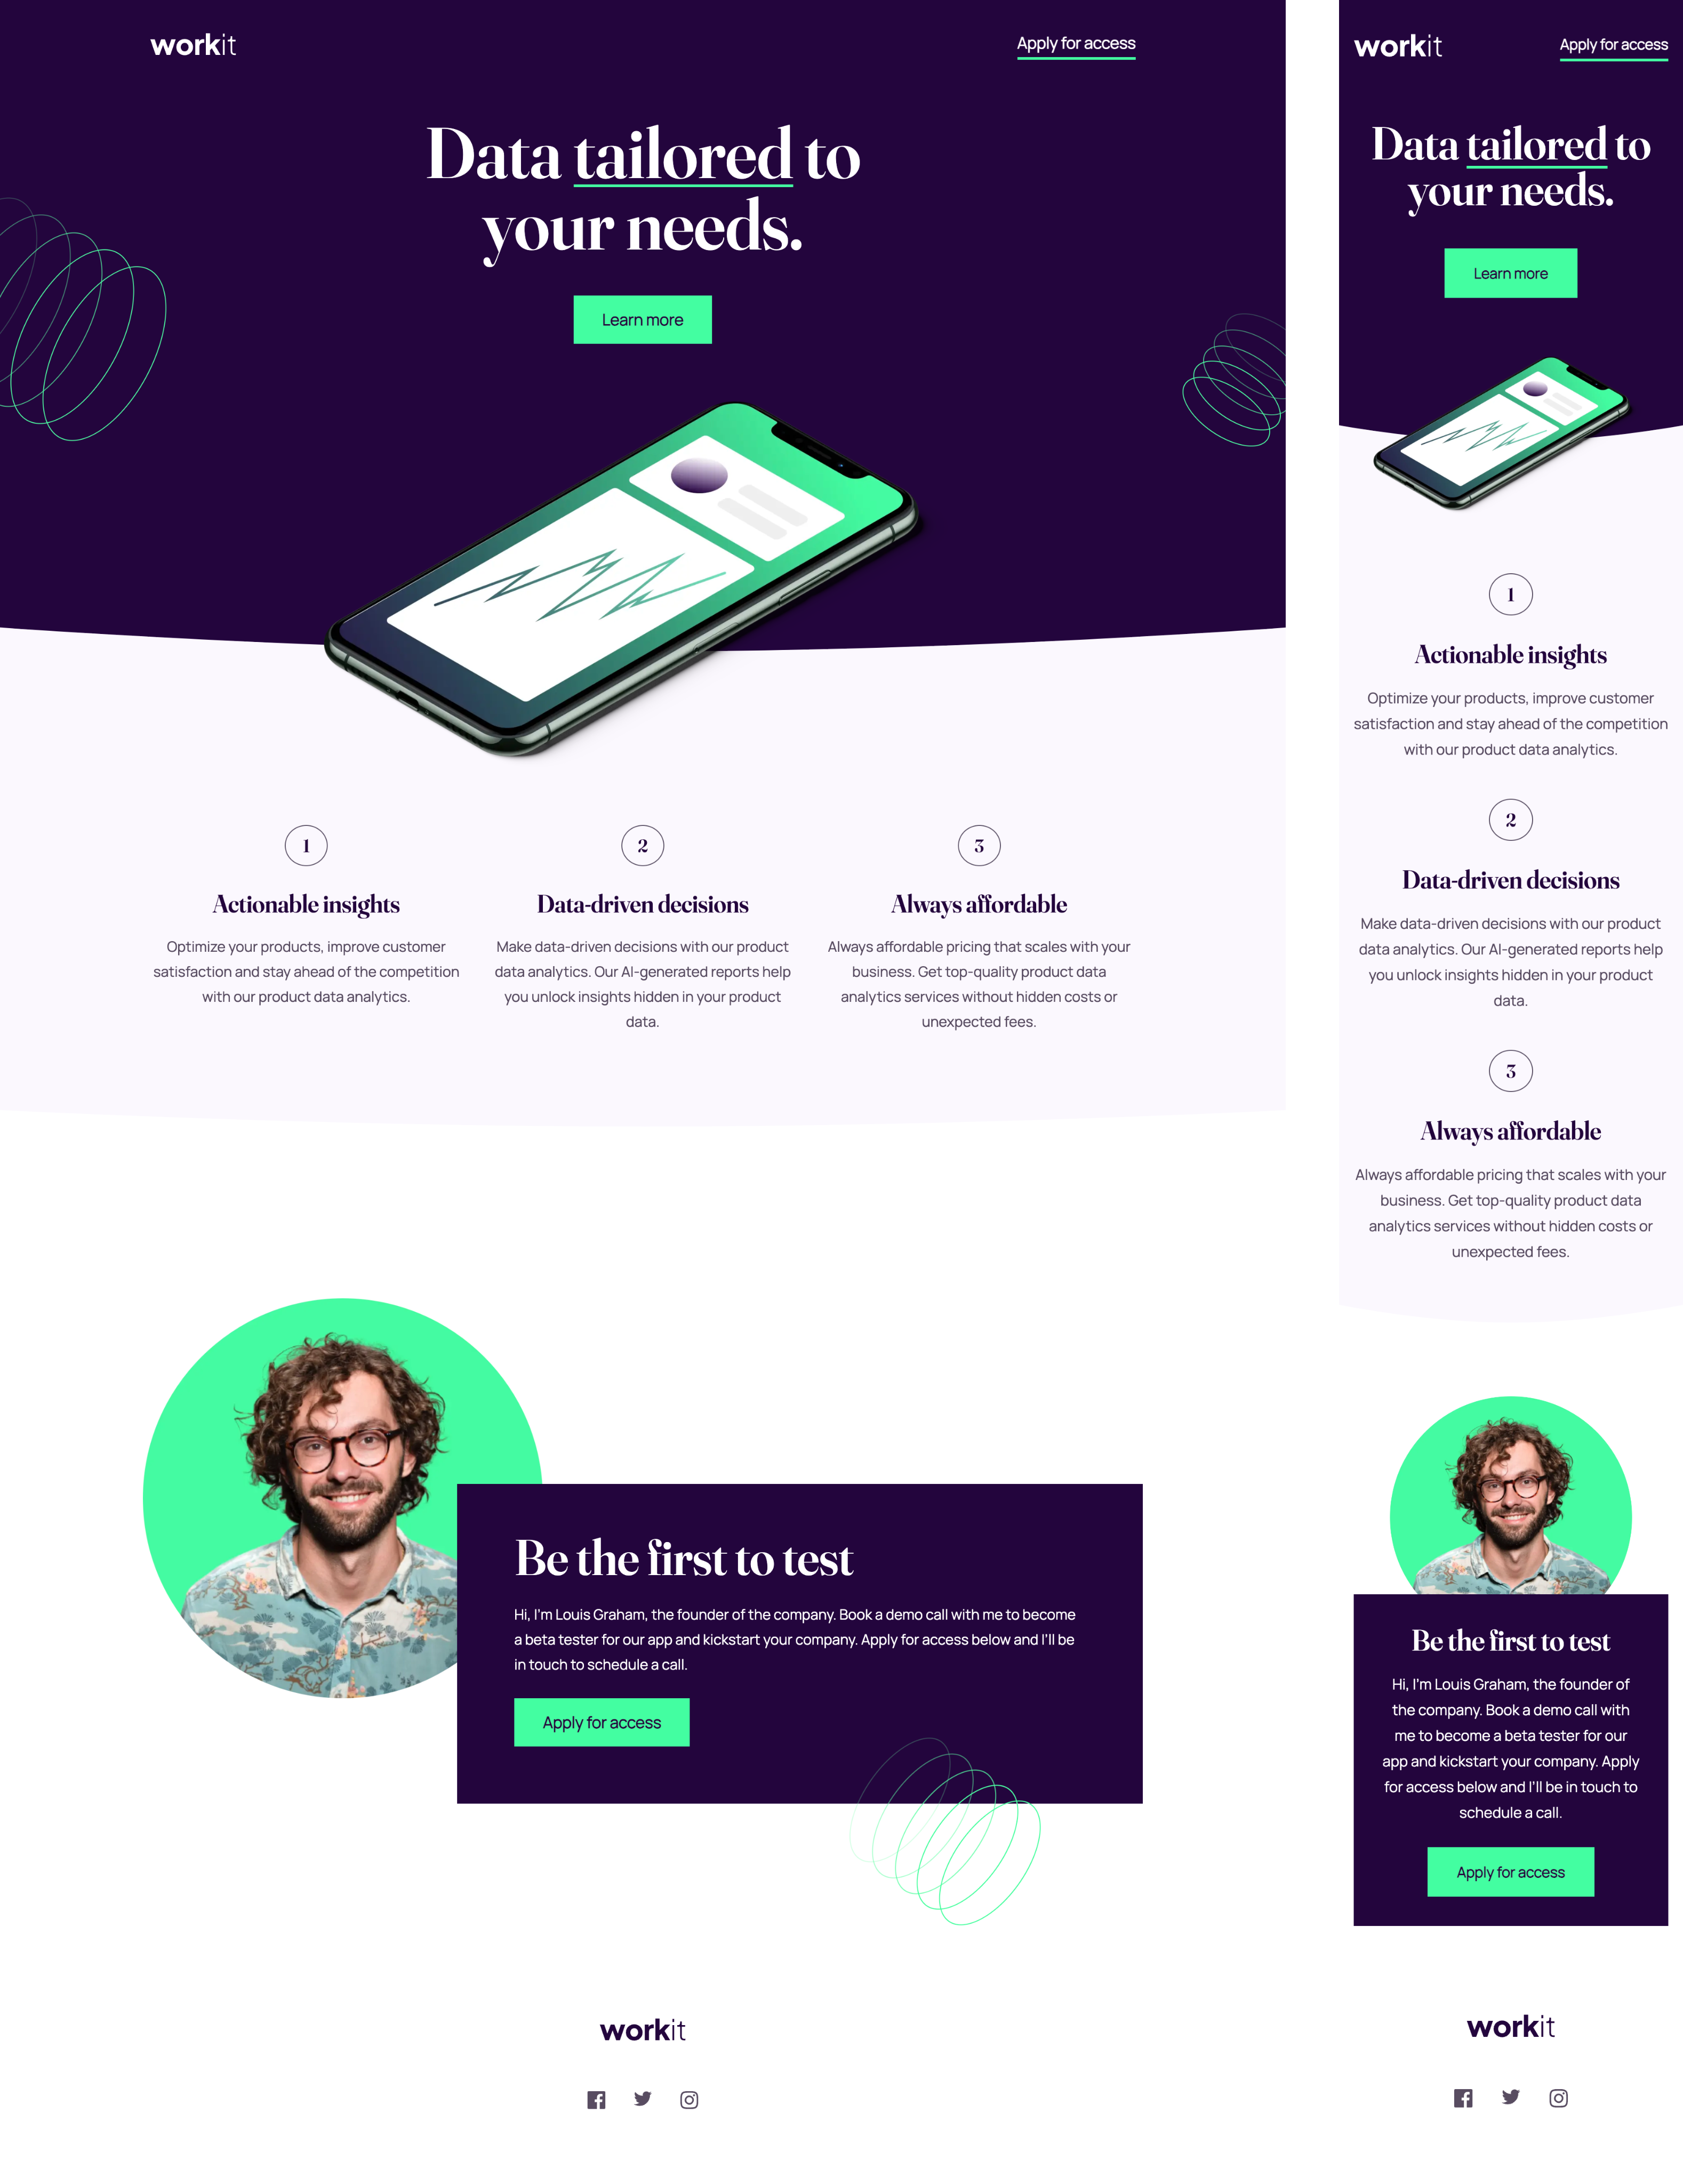 workit
Apply for access
Data tailored to
your needs.
Learn more
1
Actionable insights
Optimize your products, improve customer
satisfaction and stay ahead of the competition
with our product data analytics.
2
Data-driven decisions
Make data-driven decisions with our product
data analytics. Our AI-generated reports help
you unlock insights hidden in your product
data.
3
Always affordable
Always affordable pricing that scales with your
business. Get top-quality product data
analytics services without hidden costs or
unexpected fees.
Be the first to test
Hi, I'm Louis Graham, the founder of the company. Book a demo call with me to become
a beta tester for our app and kickstart your company. Apply for access below and I'll be
in touch to schedule a call.
Apply for access
workit
workit
Apply for access
Data tailored to
your needs.
Learn more
1
Actionable insights
Optimize your products, improve customer
satisfaction and stay ahead of the competition
with our product data analytics.
2
Data-driven decisions
Make data-driven decisions with our product
data analytics. Our AI-generated reports help
you unlock insights hidden in your product
data.
3
Always affordable
Always affordable pricing that scales with your
business. Get top-quality product data
analytics services without hidden costs or
unexpected fees.
Be the first to test
Hi, I'm Louis Graham, the founder of
the company. Book a demo call with
me to become a beta tester for our
app and kickstart your company. Apply
for access below and I'll be in touch to
schedule a call.
Apply for access
workit